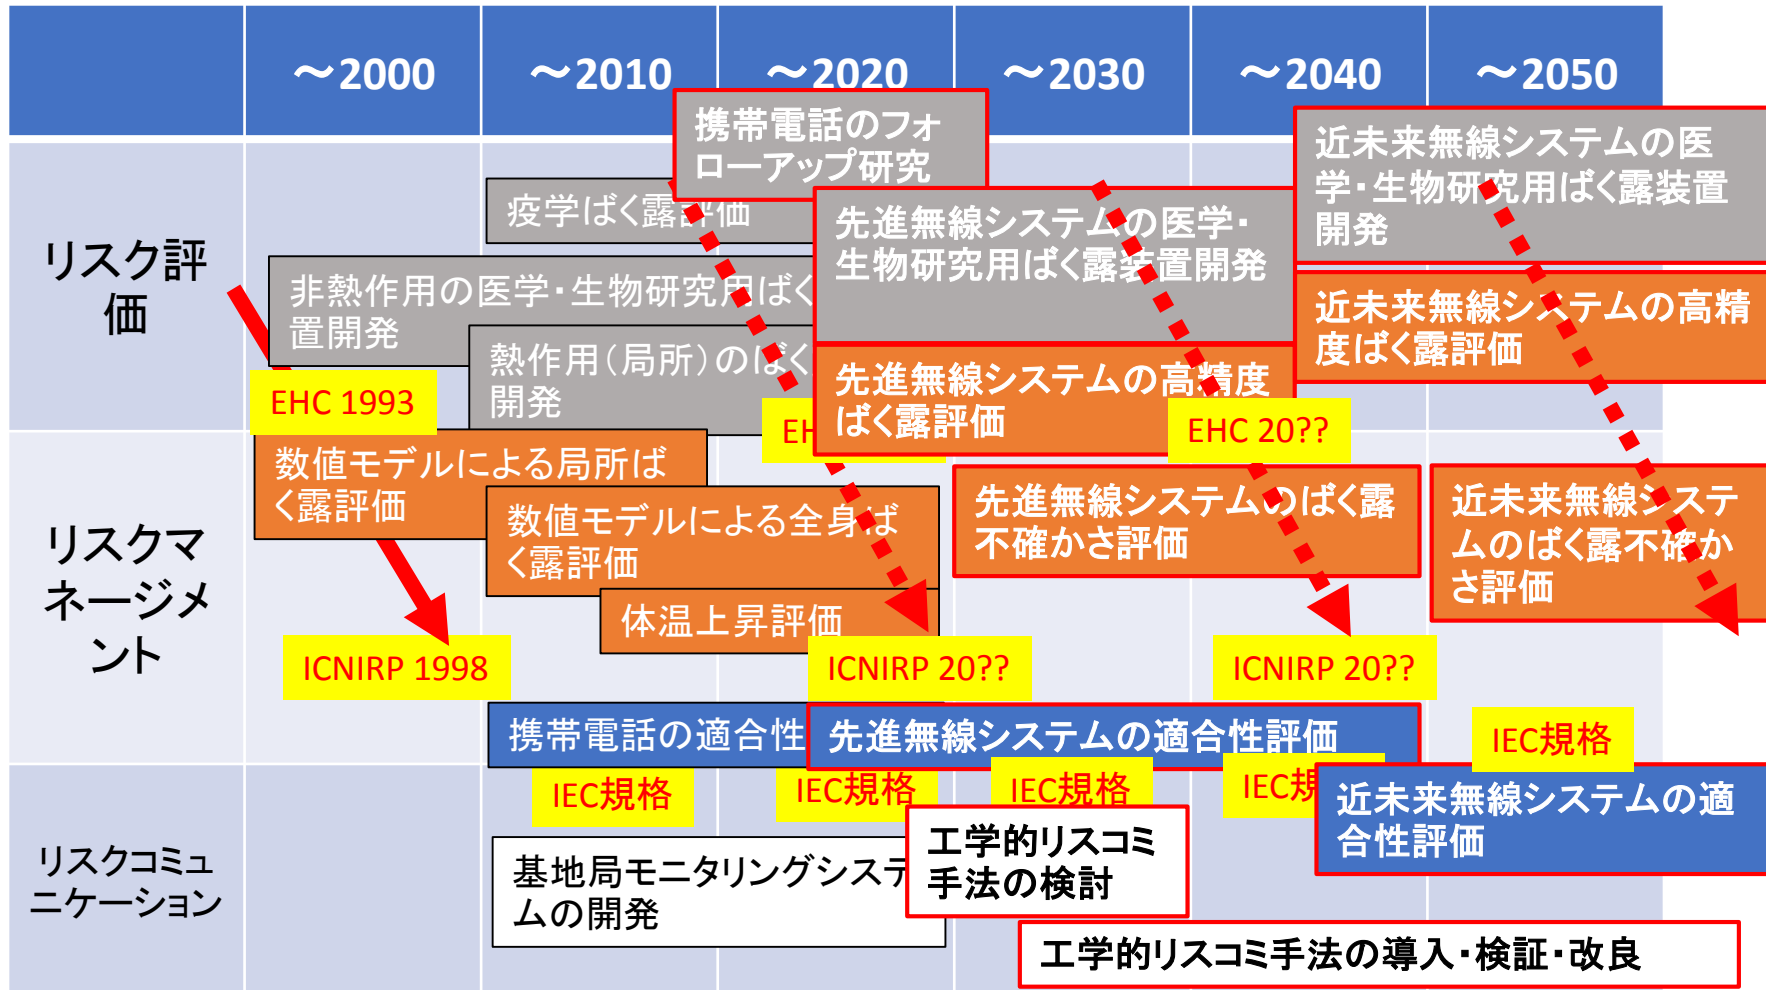 ～2000
～2010
～2020
～2030
～2040
～2050
リスク評
価
携帯電話のフォ
ローアップ研究
疫学ばく露評価
非熱作用の医学・生物研究用ばく
置開発
熱作用（局所）のばく
開発
先進無線システムの医学・
生物研究用ばく露装置開発
先進無線システムの高精度
ばく露評価
近未来無線システムの医
学・生物研究用ばく露装置
開発
近未来無線システムの高精
度ばく露評価
EHC 1993
EH
EHC 20??
リスクマ
ネージメ
ント
数値モデルによる局所ば
く露評価
数値モデルによる全身ば
く露評価
体温上昇評価
先進無線システムのばく露
不確かさ評価
近未来無線システ
ムのばく露不確か
さ評価
ICNIRP 1998
ICNIRP 20??
ICNIRP 20??
携帯電話の適合性
先進無線システムの適合性評価
IEC規格
IEC規格
IEC規格
IEC規格
IEC規
近未来無線システムの適
合性評価
リスクコミュ
ニケーション
基地局モニタリングシステ
ムの開発
工学的リスコミ
手法の検討
工学的リスコミ手法の導入・検証・改良